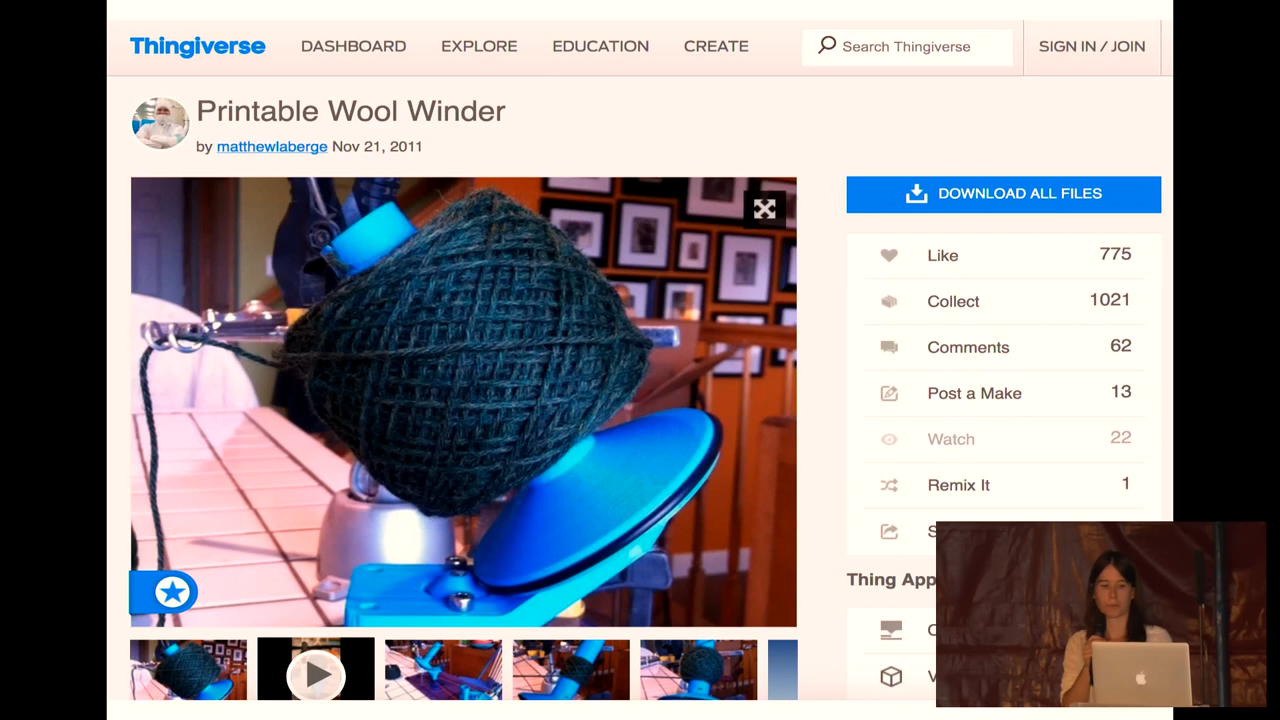 Thingiverse DASHBOARD EXPLORE EDUCATION CREATE Search Thingiverse SIGN IN / JOIN
Printable Wool Winder
by matthewlaberge Nov 21, 2011
DOWNLOAD ALL FILES
Like 775
Collect 1021
Comments 62
Post a Make 13
Watch 22
Remix It 1
Thing App